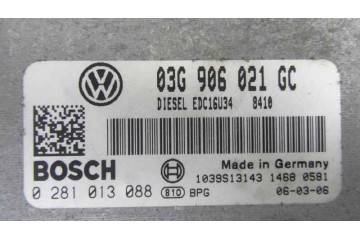 03G 906 021 GC
DIESEL EDC16U34 8410
BOSCH
Made in Germany
1039S13143 1468 0581
0 281 013 088 810 BPG 06-03-06